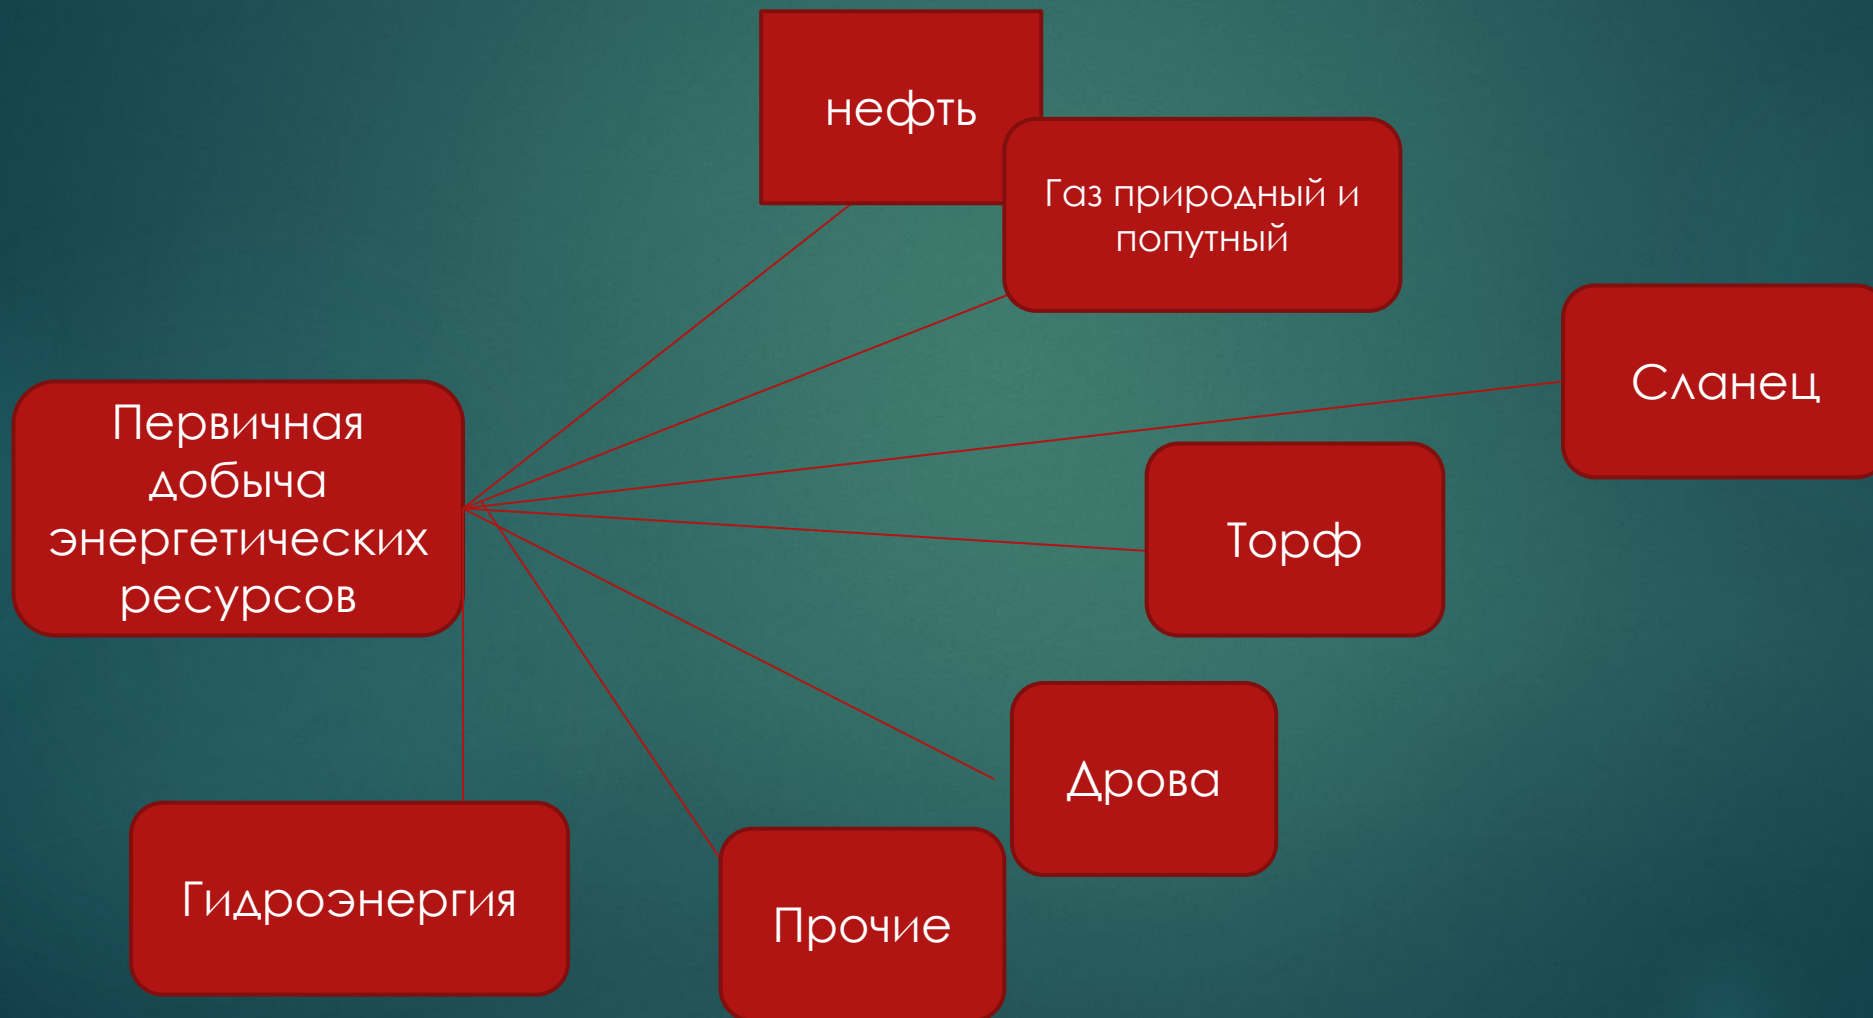 нефть
Газ природный и
попутный
Сланец
Первичная
добыча
энергетических
ресурсов
Торф
Дрова
Гидроэнергия
Прочие